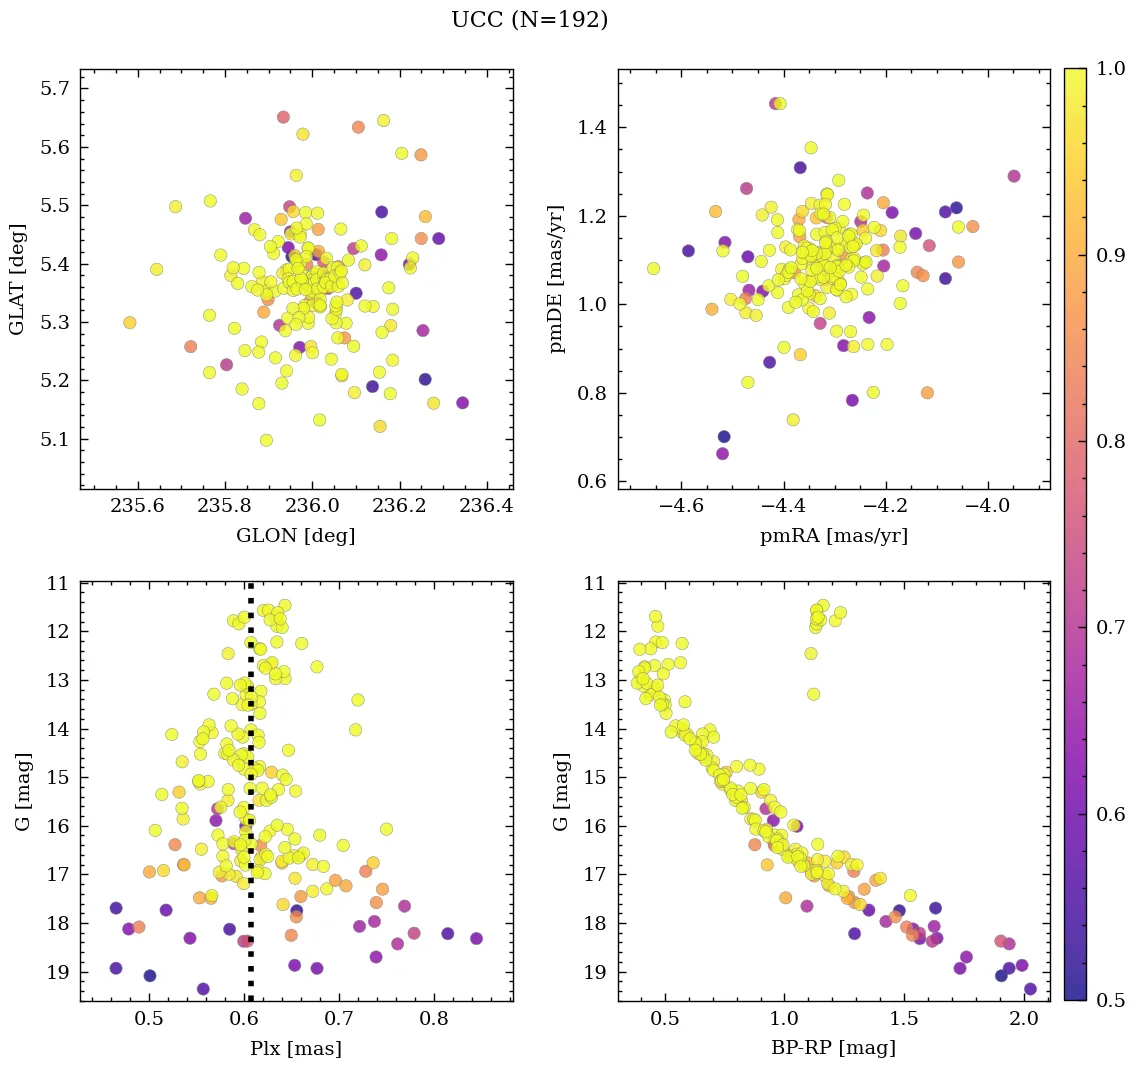 UCC (N=192)
5.7
5.6
5.5
5.4
5.3
5.2
5.1
GLAT [deg]
235.6 235.8 236.0 236.2 236.4
GLON [deg]
1.4
1.2
1.0
0.8
0.6
pmDE [mas/yr]
−4.6 −4.4 −4.2 −4.0
pmRA [mas/yr]
11
12
13
14
15
16
17
18
19
G [mag]
0.5 0.6 0.7 0.8
Plx [mas]
11
12
13
14
15
16
17
18
19
G [mag]
0.5 1.0 1.5 2.0
BP-RP [mag]
1.0
0.9
0.8
0.7
0.6
0.5